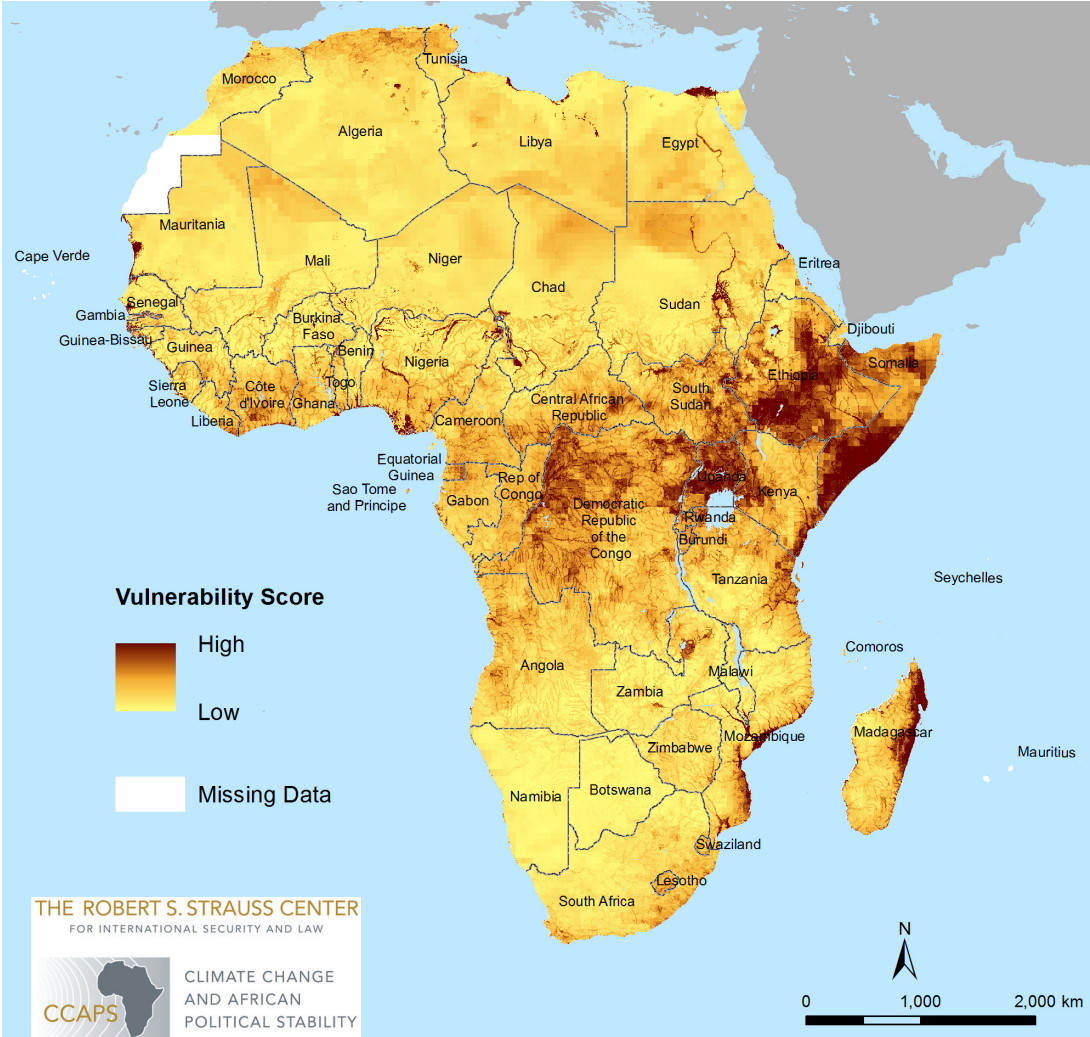 Tunisia
Morocco
Algeria
Libya
Egypt
Mauritania
Cape Verde
Mali
Niger
Chad
Sudan
Eritrea
Senegal
Gambia
Guinea-Bissau
Guinea
Burkina
Faso
Benin
Nigeria
Djibouti
Somalia
Ethiopia
Sierra
Leone
Liberia
Côte
d'Ivoire
Ghana
Togo
Cameroon
Central African
Republic
South
Sudan
Equatorial
Guinea
Sao Tome
and Principe
Gabon
Rep of
Congo
Democratic
Republic
of the
Congo
Uganda
Kenya
Rwanda
Burundi
Tanzania
Seychelles
Comoros
Angola
Zambia
Malawi
Mozambique
Madagascar
Mauritius
Zimbabwe
Namibia
Botswana
Swaziland
Lesotho
South Africa
Vulnerability Score
High
Low
Missing Data
THE ROBERT S. STRAUSS CENTER
FOR INTERNATIONAL SECURITY AND LAW
CCAPS
CLIMATE CHANGE
AND AFRICAN
POLITICAL STABILITY
N
0 1,000 2,000 km